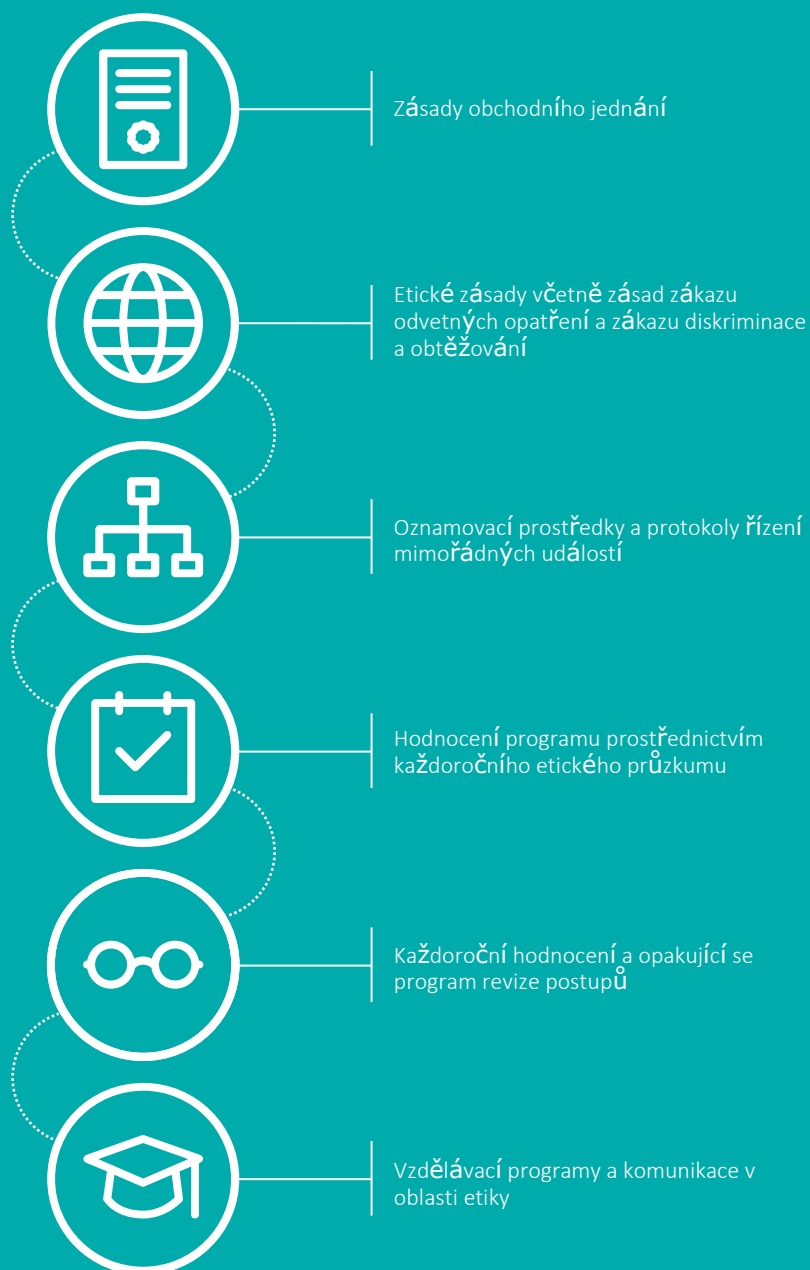 Zásady obchodního jednání
Etické zásady včetně zásad zákazu
odvetných opatření a zákazu diskriminace
a obtěžování
Oznamovací prostředky a protokoly řízení
mimořádných událostí
Hodnocení programu prostřednictvím
každoročního etického průzkumu
Každoroční hodnocení a opakující se
program revize postupů
Vzdělávací programy a komunikace v
oblasti etiky